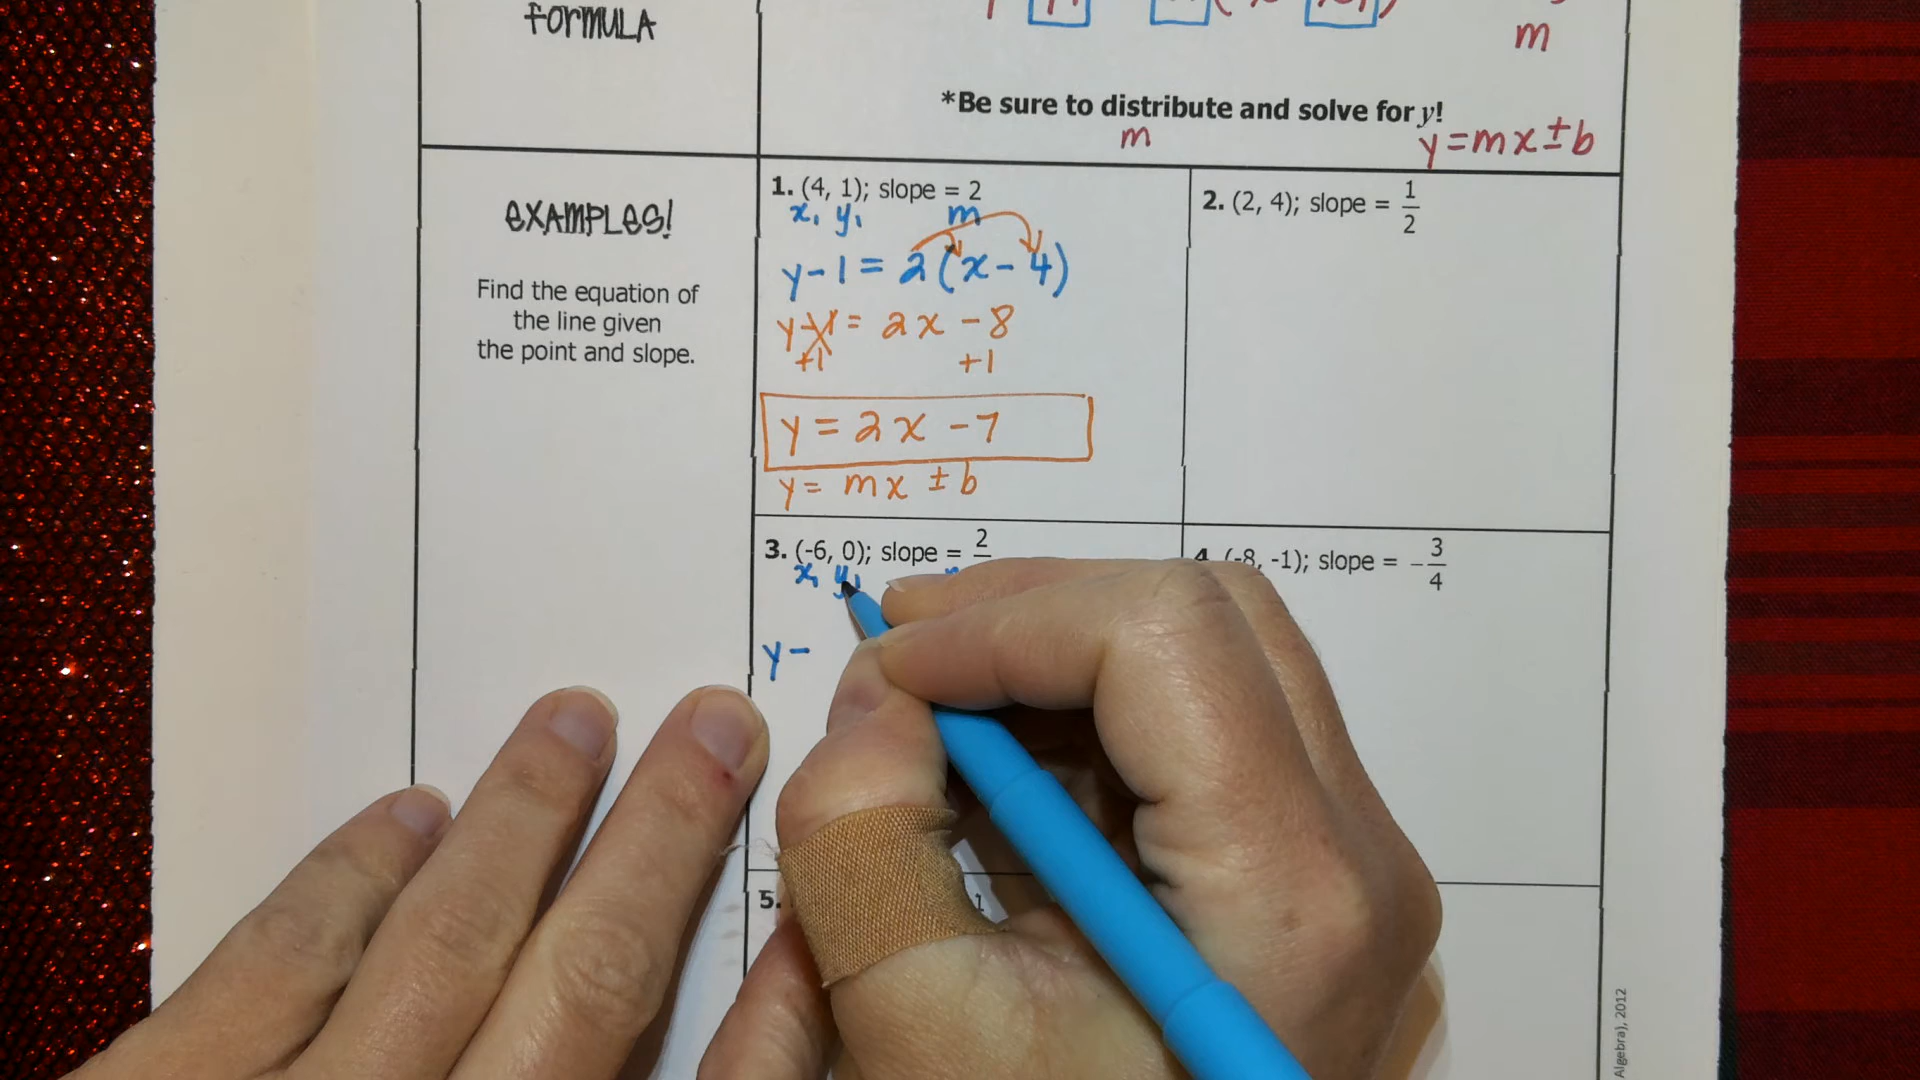 FORMULA
m
*Be sure to distribute and solve for y!
m
y=mx±b
EXAMPLES!
Find the equation of
the line given
the point and slope.
1. (4, 1); slope = 2
x₁ y₁ m
y-1 = 2(x-4)
y-1 = 2x -8
+1 +1
y = 2x -7
y = mx ± b
2. (2, 4); slope = 1/2
3. (-6, 0); slope = 2
x₁ y₁
y-
4. (-8, -1); slope = -3/4
5.
1
Algebra), 2012